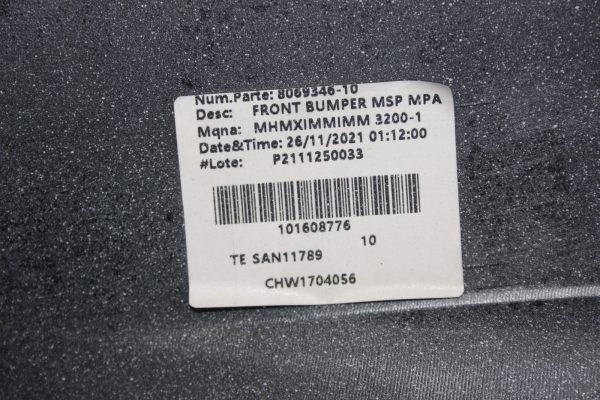 Num.Parte: 8069346-10
Desc: FRONT BUMPER MSP MPA
Mqna: MHMXIMMIMM 3200-1
Date&Time: 26/11/2021 01:12:00
#Lote: P2111250033
101608776
10
TE SAN11789
CHW1704056